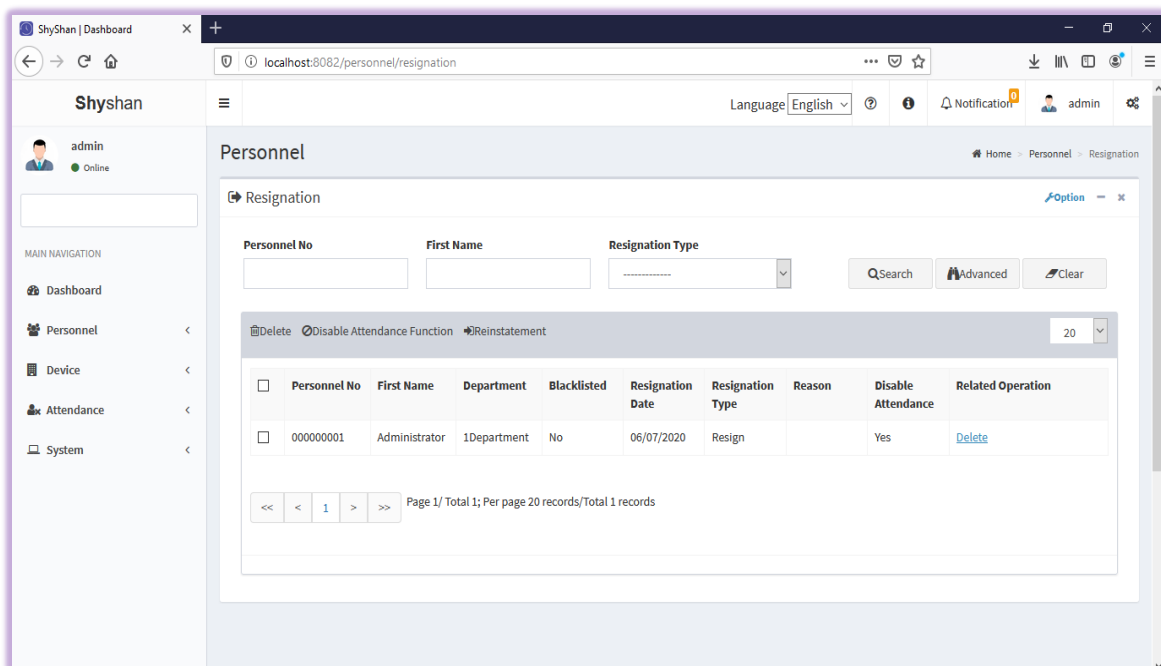 ShyShan | Dashboard
localhost:8082/personnel/resignation
Shyshan
Language English
0
Notification
admin
admin
Online
MAIN NAVIGATION
Dashboard
Personnel
Device
Attendance
System
Personnel
Home > Personnel > Resignation
Resignation
Option
Personnel No First Name Resignation Type
-------------
Search Advanced Clear
Delete Disable Attendance Function Reinstatement
20
Personnel No First Name Department Blacklisted Resignation Date Resignation Type Reason Disable Attendance Related Operation
000000001 Administrator 1Department No 06/07/2020 Resign Yes Delete
<< < 1 > >> Page 1/ Total 1; Per page 20 records/Total 1 records